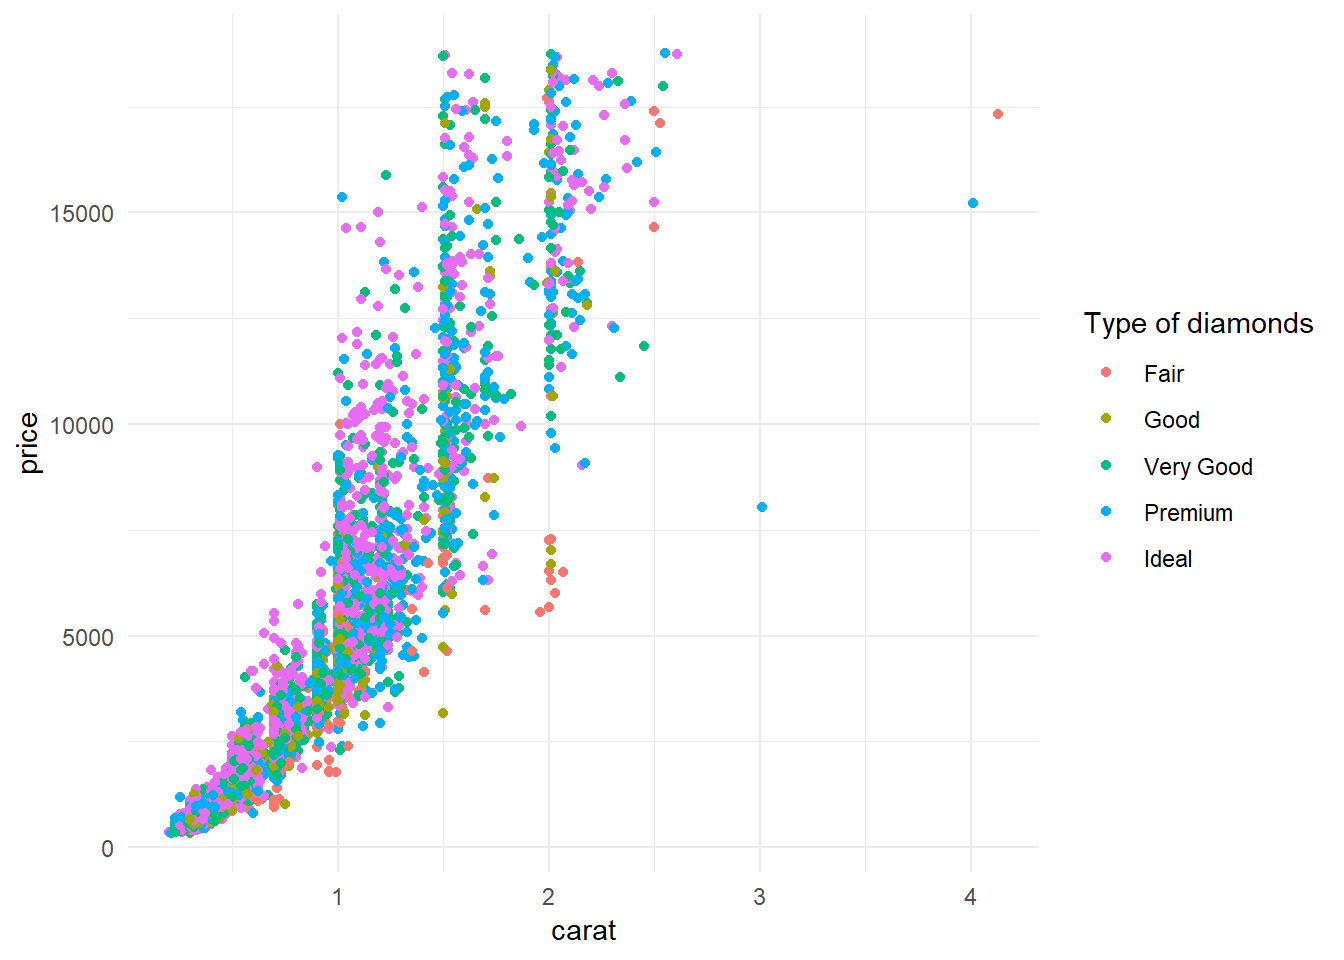 15000
10000
5000
0
price
1
2
3
4
carat
Type of diamonds
Fair
Good
Very Good
Premium
Ideal